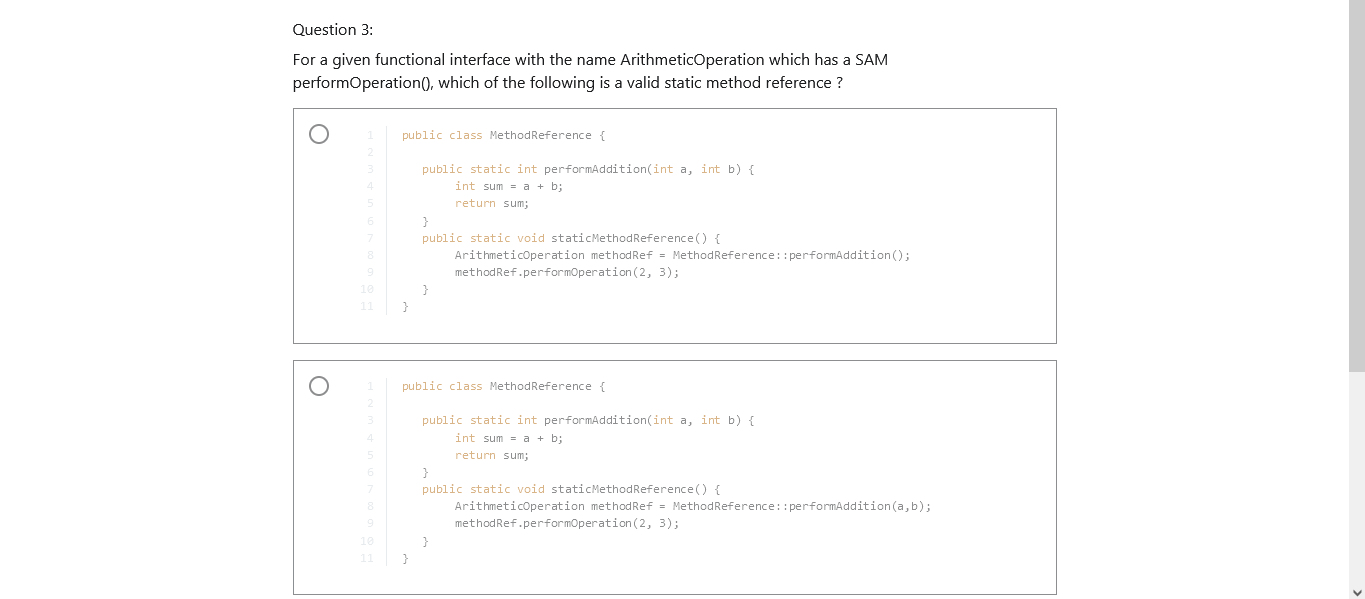 Question 3:
For a given functional interface with the name ArithmeticOperation which has a SAM
performOperation(), which of the following is a valid static method reference ?
1 public class MethodReference {
2
3 public static int performAddition(int a, int b) {
4 int sum = a + b;
5 return sum;
6 }
7 public static void staticMethodReference() {
8 ArithmeticOperation methodRef = MethodReference::performAddition();
9 methodRef.performOperation(2, 3);
10 }
11 }
1 public class MethodReference {
2
3 public static int performAddition(int a, int b) {
4 int sum = a + b;
5 return sum;
6 }
7 public static void staticMethodReference() {
8 ArithmeticOperation methodRef = MethodReference::performAddition(a,b);
9 methodRef.performOperation(2, 3);
10 }
11 }